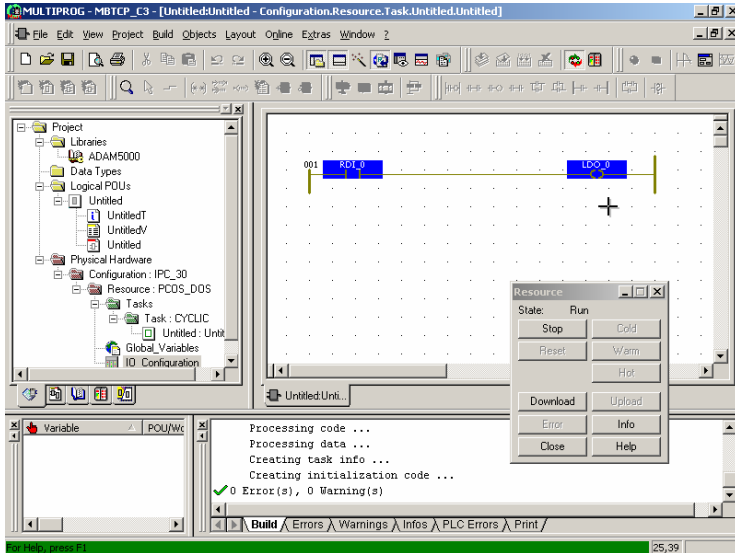 MULTIPROG - MBTCP_C3 - [Untitled:Untitled - Configuration.Resource.Task.Untitled.Untitled]
File Edit View Project Build Objects Layout Online Extras Window ?
Project
Libraries
ADAM5000
Data Types
Logical POUs
Untitled
UntitledT
UntitledV
Untitled
Physical Hardware
Configuration : IPC_30
Resource : PCOS_DOS
Tasks
Task : CYCLIC
Untitled : Untit
Global_Variables
IO_Configuration
001 RDI_0 LDO_0
Untitled:Unti...
Resource
State: Run
Stop Cold
Reset Warm
Hot
Download Upload
Error Info
Close Help
Variable POU/Wo
Processing code ...
Processing data ...
Creating task info ...
Creating initialization code ...
0 Error(s), 0 Warning(s)
Build Errors Warnings Infos PLC Errors Print
For Help, press F1 25,39